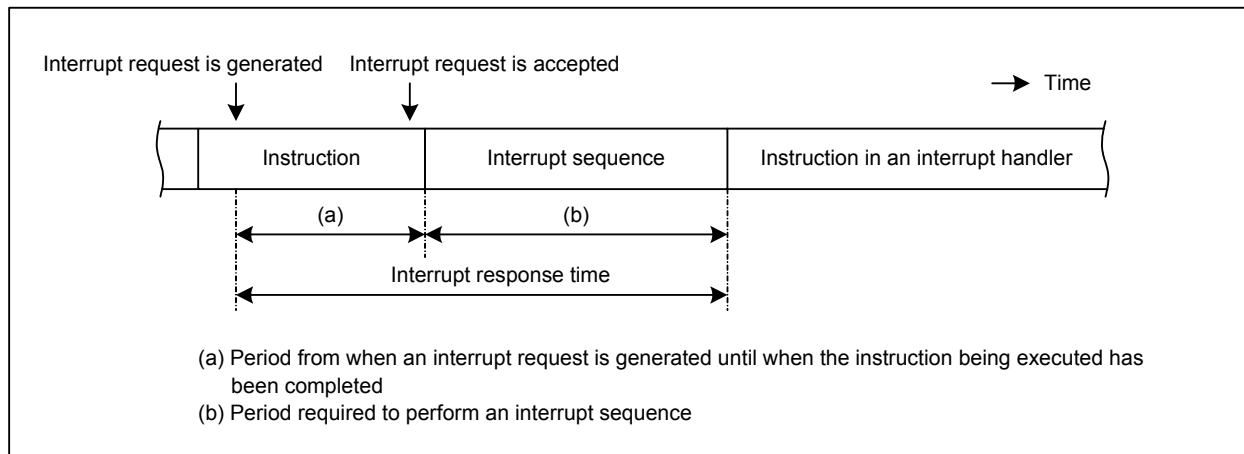 Interrupt request is generated
Interrupt request is accepted
Time
Instruction
Interrupt sequence
Instruction in an interrupt handler
(a)
(b)
Interrupt response time
(a) Period from when an interrupt request is generated until when the instruction being executed has
been completed
(b) Period required to perform an interrupt sequence